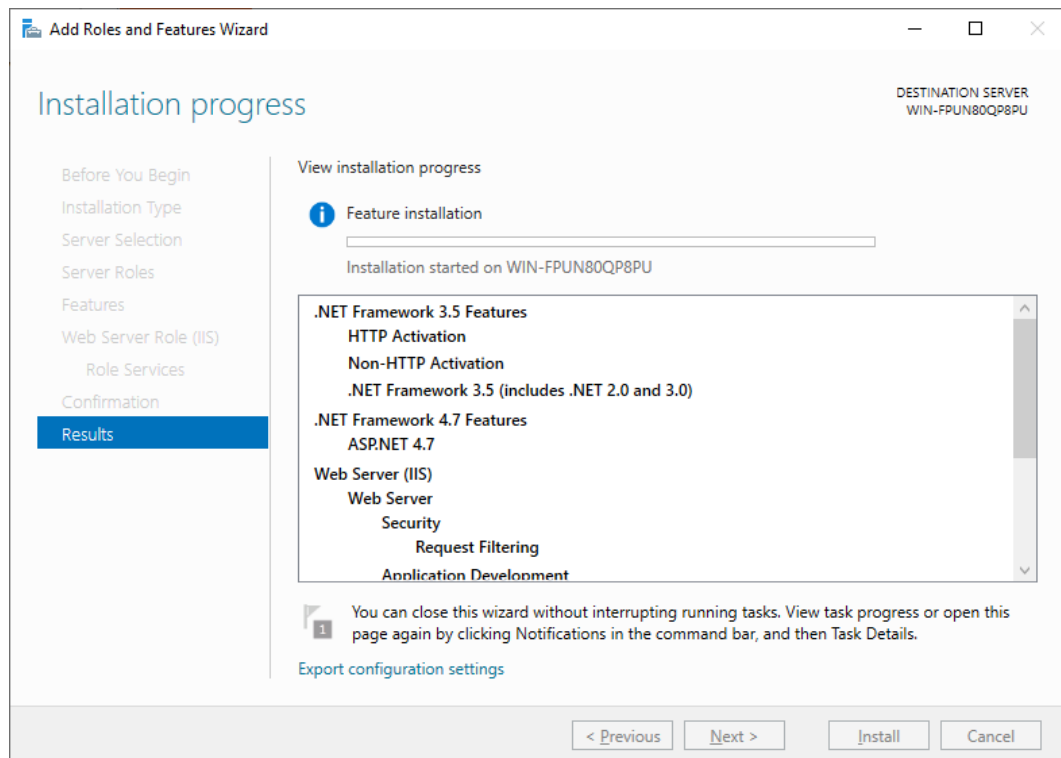 Add Roles and Features Wizard
Installation progress
DESTINATION SERVER
WIN-FPUN80QP8PU
Before You Begin
Installation Type
Server Selection
Server Roles
Features
Web Server Role (IIS)
Role Services
Confirmation
Results
View installation progress
Feature installation
Installation started on WIN-FPUN80QP8PU
.NET Framework 3.5 Features
HTTP Activation
Non-HTTP Activation
.NET Framework 3.5 (includes .NET 2.0 and 3.0)
.NET Framework 4.7 Features
ASP.NET 4.7
Web Server (IIS)
Web Server
Security
Request Filtering
Application Development
1
You can close this wizard without interrupting running tasks. View task progress or open this
page again by clicking Notifications in the command bar, and then Task Details.
Export configuration settings
< Previous
Next >
Install
Cancel